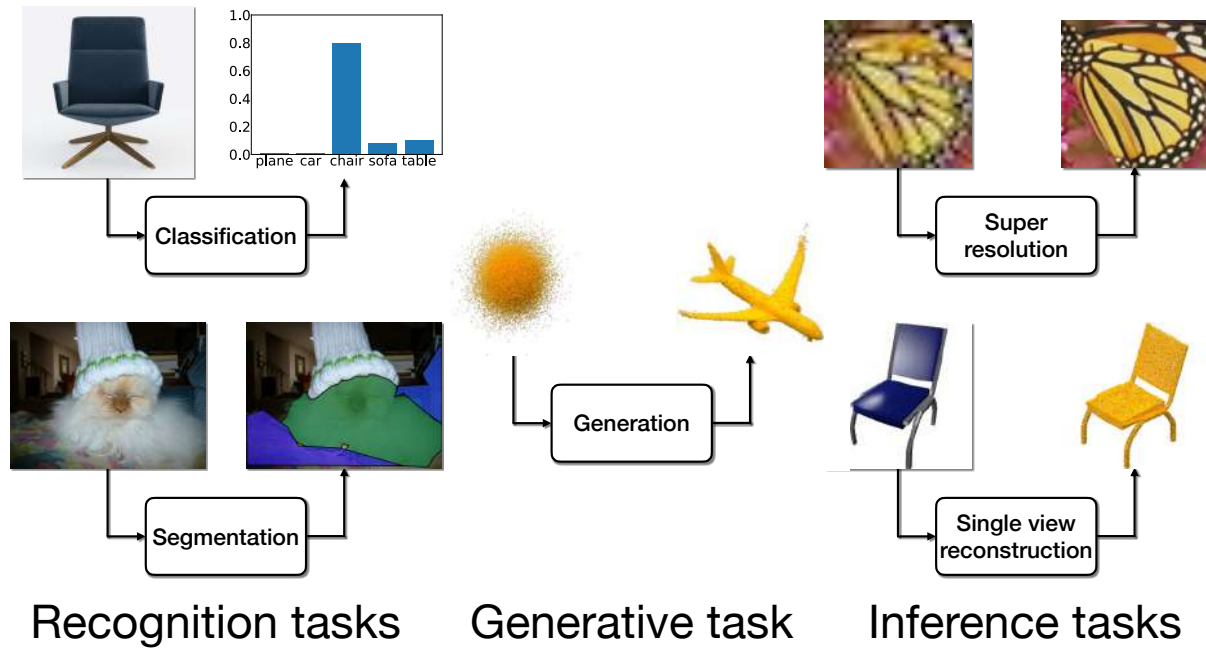 1.0
0.8
0.6
0.4
0.2
0.0
plane car chair sofa table
Classification
Segmentation
Recognition tasks
Generation
Generative task
Super
resolution
Single view
reconstruction
Inference tasks